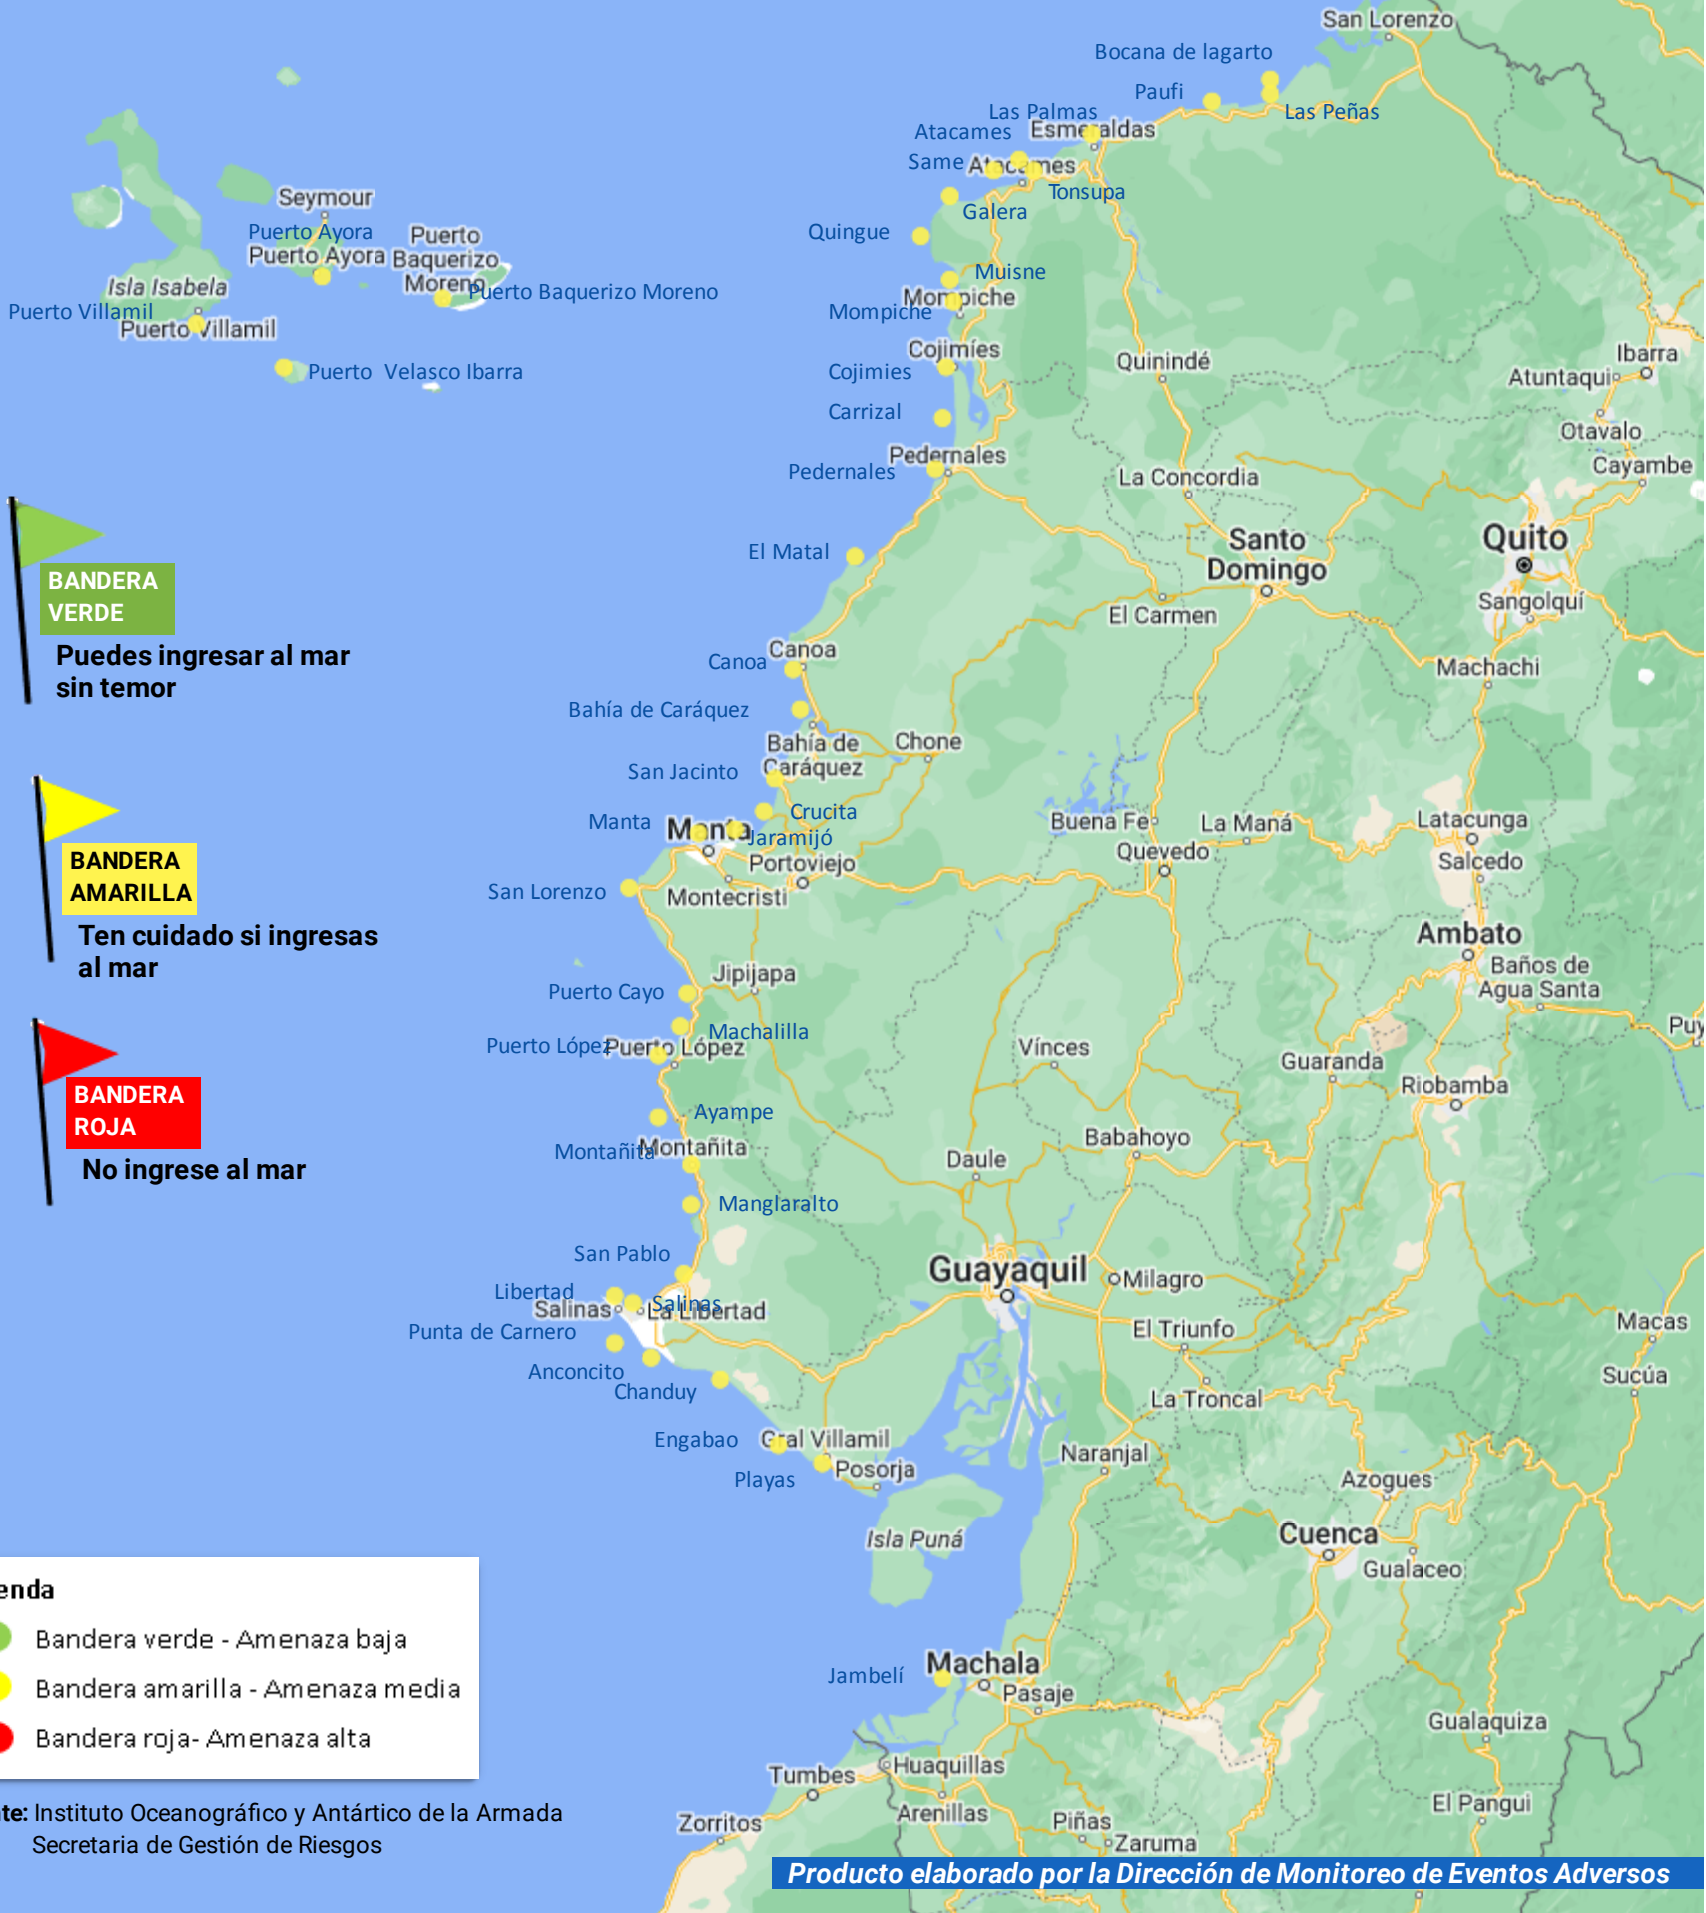 San Lorenzo
Bocana de lagarto
Paufi
Las Palmas
Las Peñas
Atacames
Esmeraldas
Same
Atacames
Tonsupa
Seymour
Galera
Puerto Ayora
Quingue
Puerto Ayora
Puerto
Baquerizo
Moreno
Muisne
Isla Isabela
Puerto Baquerizo Moreno
Mompiche
Puerto Villamil
Mompiche
Puerto Villamil
Cojimíes
Quinindé
Ibarra
Puerto Velasco Ibarra
Cojimies
Atuntaqui
Carrizal
Otavalo
Pedernales
Cayambe
Pedernales
La Concordia
Quito
Santo
Domingo
El Matal
BANDERA
VERDE
Puedes ingresar al mar
sin temor
Sangolquí
El Carmen
Canoa
Canoa
Machachi
Bahía de Caráquez
Bahía de
Caráquez
Chone
San Jacinto
BANDERA
AMARILLA
Ten cuidado si ingresas
al mar
Crucita
Manta
Manta
Jaramijó
Buena Fe
La Maná
Latacunga
Quevedo
Salcedo
Portoviejo
San Lorenzo
Montecristi
Ambato
Baños de
Agua Santa
Jipijapa
Puerto Cayo
Machalilla
Puy
BANDERA
ROJA
No ingrese al mar
Puerto López
Puerto López
Vínces
Guaranda
Riobamba
Ayampe
Montañita
Montañita
Babahoyo
Daule
Manglaralto
San Pablo
Guayaquil
Milagro
Libertad
Salinas
Salinas
La Libertad
Punta de Carnero
El Triunfo
Macas
Anconcito
Sucúa
Chanduy
La Troncal
Engabao
Gral Villamil
Naranjal
Playas
Posorja
Azogues
Isla Puná
Cuenca
Gualaceo
enda
Bandera verde - Amenaza baja
Bandera amarilla - Amenaza media
Bandera roja- Amenaza alta
Jambelí
Machala
Pasaje
Gualaquiza
Tumbes
Huaquillas
te: Instituto Oceanográfico y Antártico de la Armada
Secretaria de Gestión de Riesgos
Zorritos
Arenillas
Piñas
El Pangui
Zaruma
Producto elaborado por la Dirección de Monitoreo de Eventos Adversos